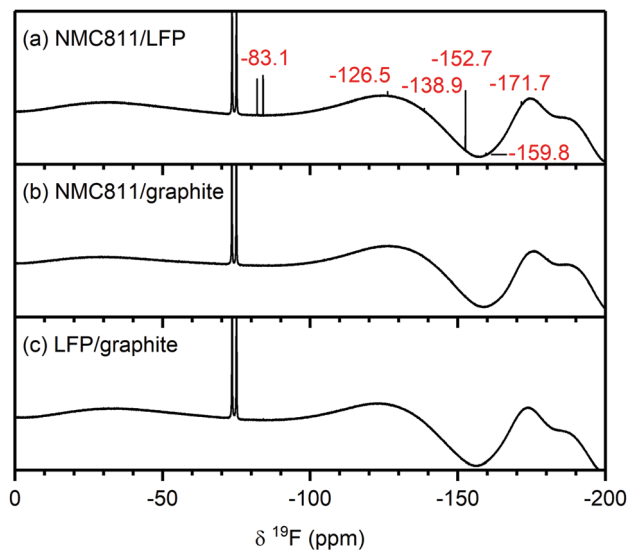 (a) NMC811/LFP
-83.1
-126.5
-138.9
-152.7
-171.7
-159.8
(b) NMC811/graphite
(c) LFP/graphite
0 -50 -100 -150 -200
δ ¹⁹F (ppm)